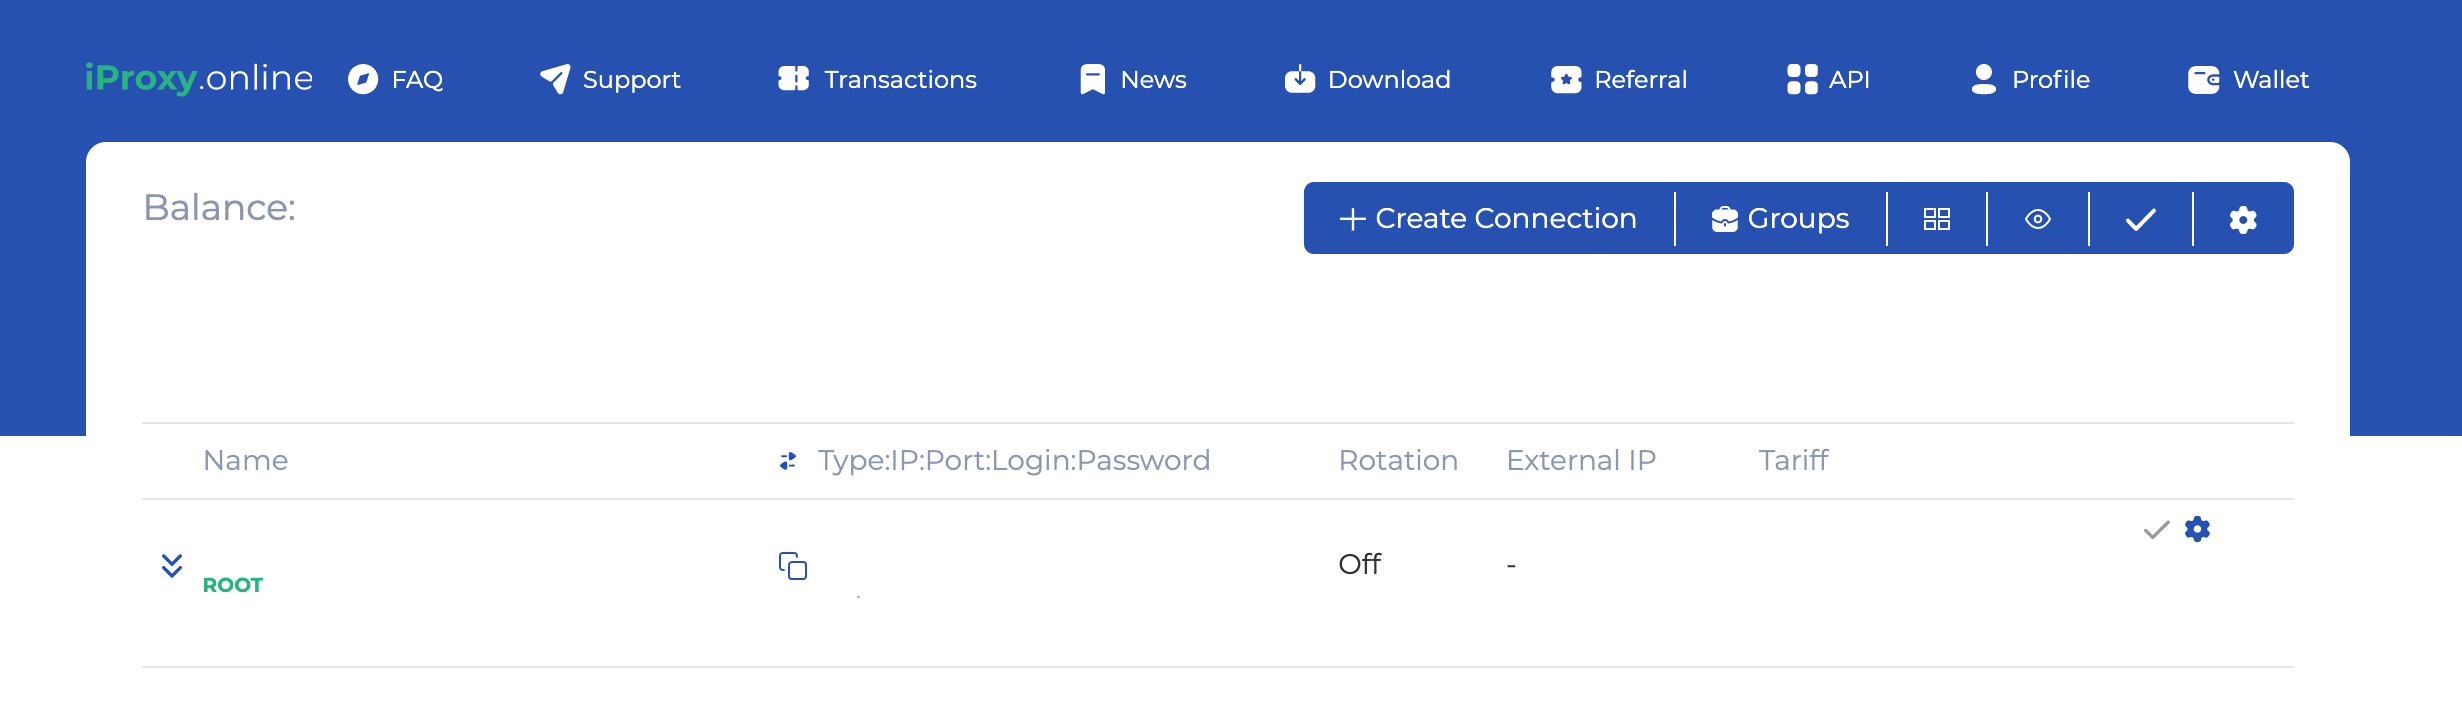 iProxy.online FAQ Support Transactions News Download Referral API Profile Wallet
Balance:
Create Connection Groups
Name Type:IP:Port:Login:Password Rotation External IP Tariff
Off -
ROOT